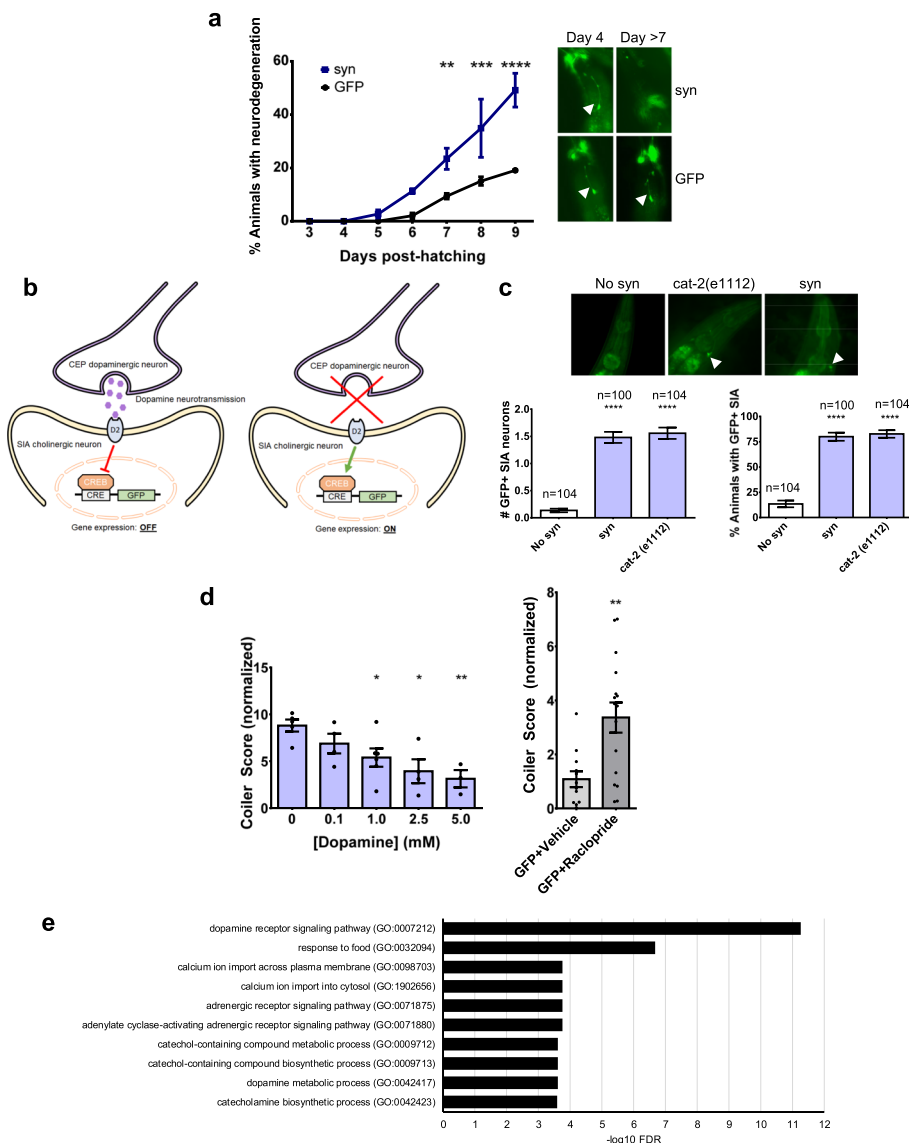 a
% Animals with neurodegeneration
60
40
20
0
syn
GFP
** *** ****
3 4 5 6 7 8 9
Days post-hatching
Day 4 Day >7
syn
GFP
b
CEP dopaminergic neuron
Dopamine neurotransmission
D2
SIA cholinergic neuron
CREB
CRE GFP
Gene expression: OFF
CEP dopaminergic neuron
D2
SIA cholinergic neuron
CREB
CRE GFP
Gene expression: ON
c
No syn cat-2(e1112) syn
# GFP+ SIA neurons
2.0
1.5
1.0
0.5
0.0
n=104
n=100
****
n=104
****
No syn
syn
cat-2 (e1112)
% Animals with GFP+ SIA
100
75
50
25
0
n=104
n=100
****
n=104
****
No syn
syn
cat-2 (e1112)
d
Coiler Score (normalized)
15
10
5
0
* * **
0 0.1 1.0 2.5 5.0
[Dopamine] (mM)
Coiler Score (normalized)
8
6
4
2
0
**
GFP+Vehicle
GFP+Raclopride
e
dopamine receptor signaling pathway (GO:0007212)
response to food (GO:0032094)
calcium ion import across plasma membrane (GO:0098703)
calcium ion import into cytosol (GO:1902656)
adrenergic receptor signaling pathway (GO:0071875)
adenylate cyclase-activating adrenergic receptor signaling pathway (GO:0071880)
catechol-containing compound metabolic process (GO:0009712)
catechol-containing compound biosynthetic process (GO:0009713)
dopamine metabolic process (GO:0042417)
catecholamine biosynthetic process (GO:0042423)
0 1 2 3 4 5 6 7 8 9 10 11 12
-log10 FDR